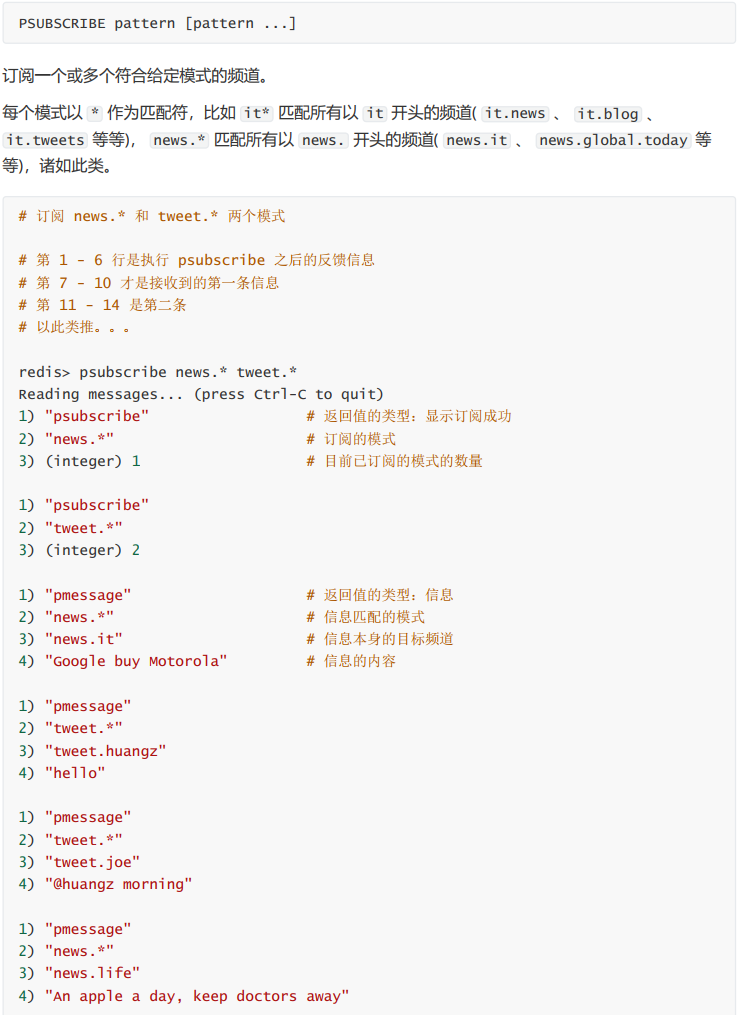 PSUBSCRIBE pattern [pattern ...]
订阅一个或多个符合给定模式的频道。
每个模式以 * 作为匹配符，比如 it* 匹配所有以 it 开头的频道( it.news 、 it.blog 、
it.tweets 等等)， news.* 匹配所有以 news. 开头的频道( news.it 、 news.global.today 等
等)，诸如此类。
# 订阅 news.* 和 tweet.* 两个模式
# 第 1 - 6 行是执行 psubscribe 之后的反馈信息
# 第 7 - 10 才是接收到的第一条信息
# 第 11 - 14 是第二条
# 以此类推。。。
redis> psubscribe news.* tweet.*
Reading messages... (press Ctrl-C to quit)
1) "psubscribe" # 返回值的类型：显示订阅成功
2) "news.*" # 订阅的模式
3) (integer) 1 # 目前已订阅的模式的数量
1) "psubscribe"
2) "tweet.*"
3) (integer) 2
1) "pmessage" # 返回值的类型：信息
2) "news.*" # 信息匹配的模式
3) "news.it" # 信息本身的目标频道
4) "Google buy Motorola" # 信息的内容
1) "pmessage"
2) "tweet.*"
3) "tweet.huangz"
4) "hello"
1) "pmessage"
2) "tweet.*"
3) "tweet.joe"
4) "@huangz morning"
1) "pmessage"
2) "news.*"
3) "news.life"
4) "An apple a day, keep doctors away"